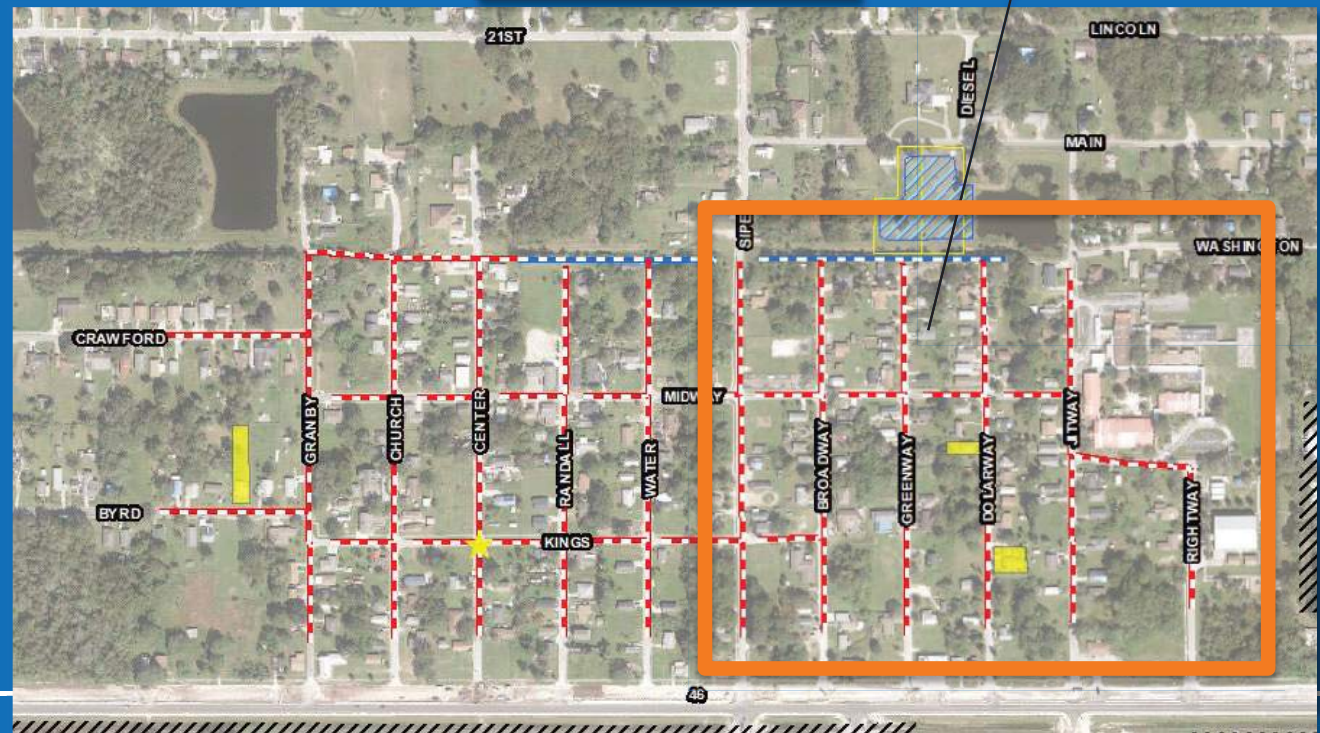 21ST
LINCOLN
DIESEL
MAIN
WASHINGTON
CRAWFORD
MIDWAY
GRANBY
CHURCH
CENTER
RANDALL
WATER
BROADWAY
GREENWAY
DOLARWAY
JITWAY
RIGHTWAY
BYRD
KINGS
46